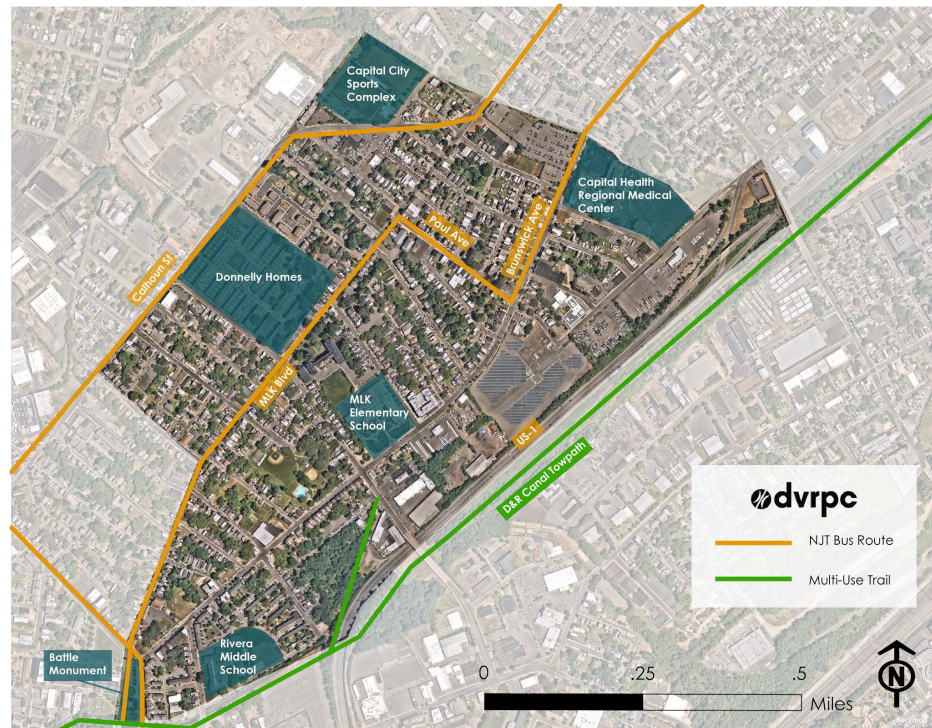 Capital City
Sports
Complex
Capital Health
Regional Medical
Center
Paul Ave
Brunswick Ave
Calhoun St
Donnelly Homes
MLK Blvd
MLK
Elementary
School
US-1
D&R Canal Towpath
dvrpc
NJT Bus Route
Multi-Use Trail
Rivera
Middle
School
Battle
Monument
0 .25 .5
Miles
N